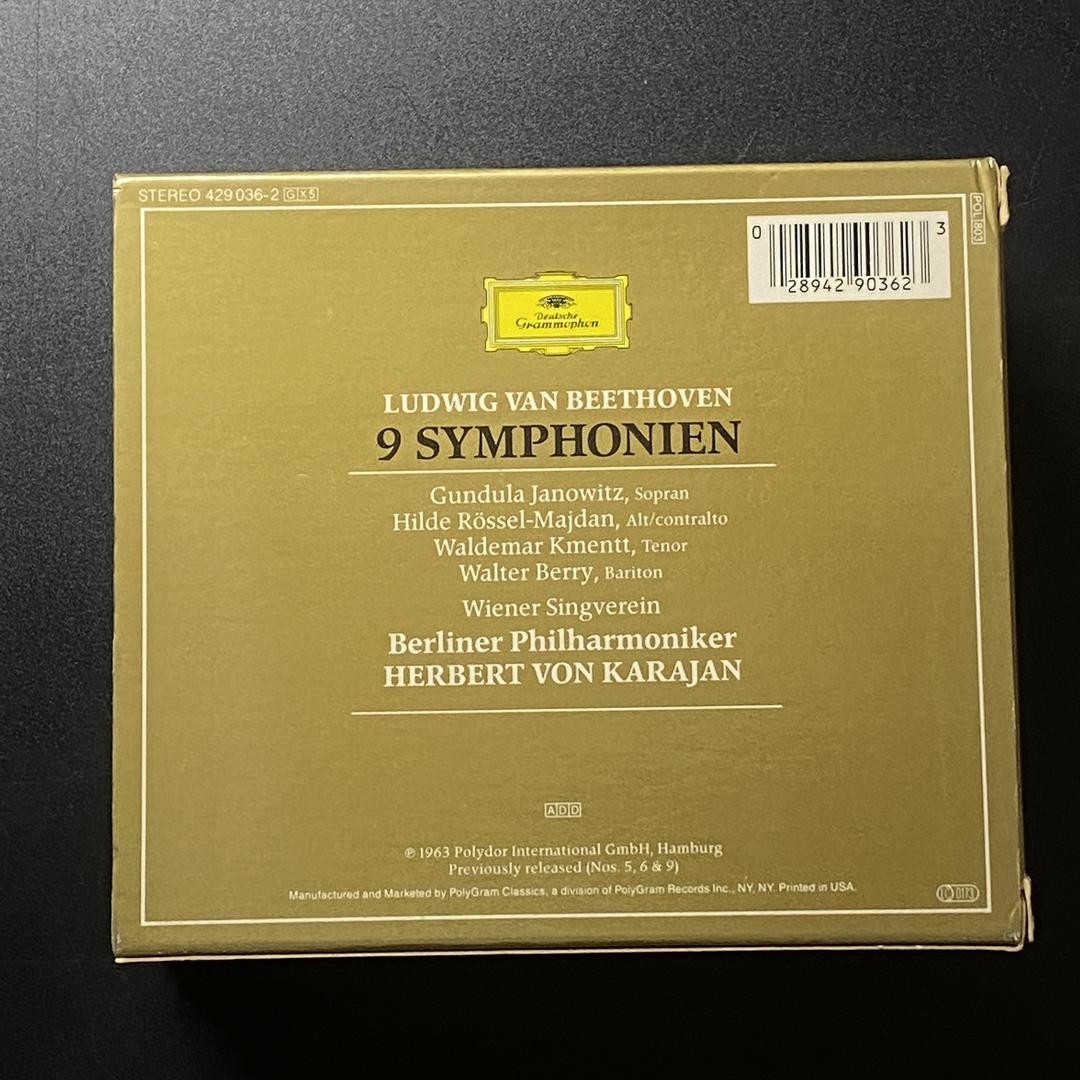 STEREO 429 036-2 G X 5
POL 803
0 28942 90362 3
Deutsche
Grammophon
LUDWIG VAN BEETHOVEN
9 SYMPHONIEN
Gundula Janowitz, Sopran
Hilde Rössel-Majdan, Alt/contralto
Waldemar Kmentt, Tenor
Walter Berry, Bariton
Wiener Singverein
Berliner Philharmoniker
HERBERT VON KARAJAN
ADD
℗ 1963 Polydor International GmbH, Hamburg
Previously released (Nos. 5, 6 & 9)
Manufactured and Marketed by PolyGram Classics, a division of PolyGram Records Inc., NY, NY. Printed in USA.
LC 0173